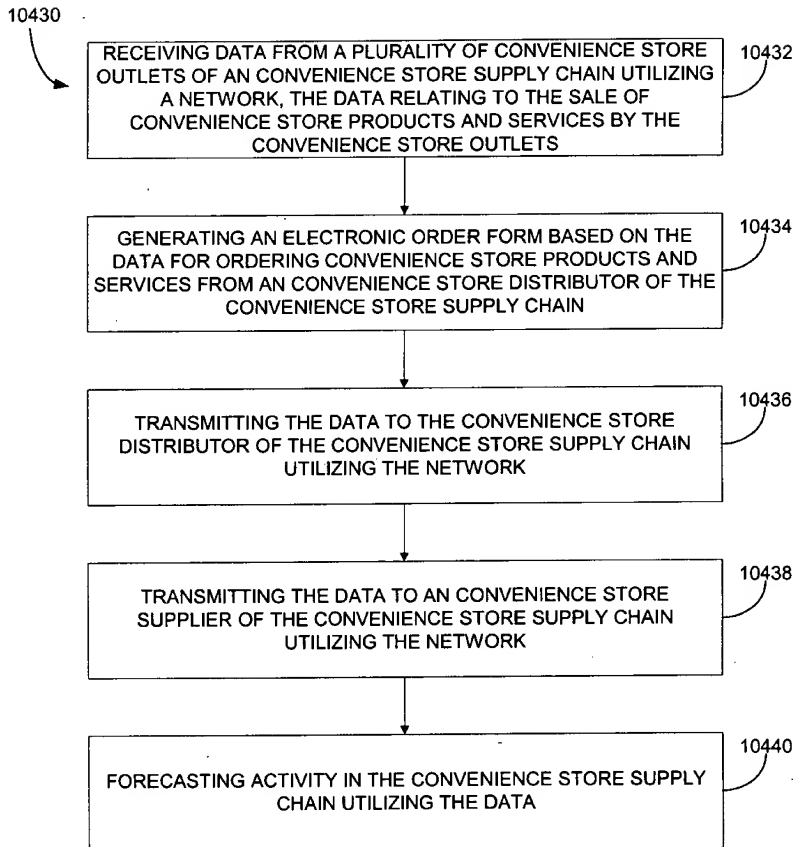 10430
RECEIVING DATA FROM A PLURALITY OF CONVENIENCE STORE
OUTLETS OF AN CONVENIENCE STORE SUPPLY CHAIN UTILIZING
A NETWORK, THE DATA RELATING TO THE SALE OF
CONVENIENCE STORE PRODUCTS AND SERVICES BY THE
CONVENIENCE STORE OUTLETS
10432
GENERATING AN ELECTRONIC ORDER FORM BASED ON THE
DATA FOR ORDERING CONVENIENCE STORE PRODUCTS AND
SERVICES FROM AN CONVENIENCE STORE DISTRIBUTOR OF THE
CONVENIENCE STORE SUPPLY CHAIN
10434
TRANSMITTING THE DATA TO THE CONVENIENCE STORE
DISTRIBUTOR OF THE CONVENIENCE STORE SUPPLY CHAIN
UTILIZING THE NETWORK
10436
TRANSMITTING THE DATA TO AN CONVENIENCE STORE
SUPPLIER OF THE CONVENIENCE STORE SUPPLY CHAIN
UTILIZING THE NETWORK
10438
FORECASTING ACTIVITY IN THE CONVENIENCE STORE SUPPLY
CHAIN UTILIZING THE DATA
10440